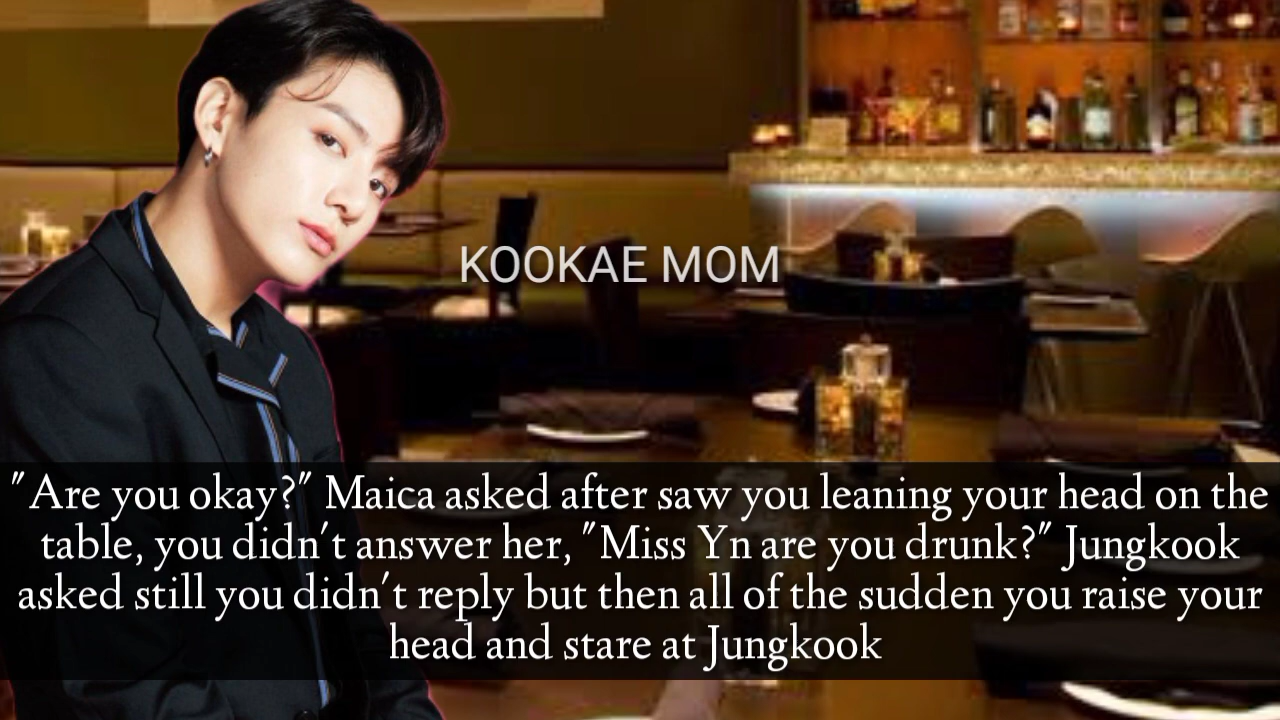 KOOKAE MOM
"Are you okay?" Maica asked after saw you leaning your head on the
table, you didn't answer her, "Miss Yn are you drunk?" Jungkook
asked still you didn't reply but then all of the sudden you raise your
head and stare at Jungkook